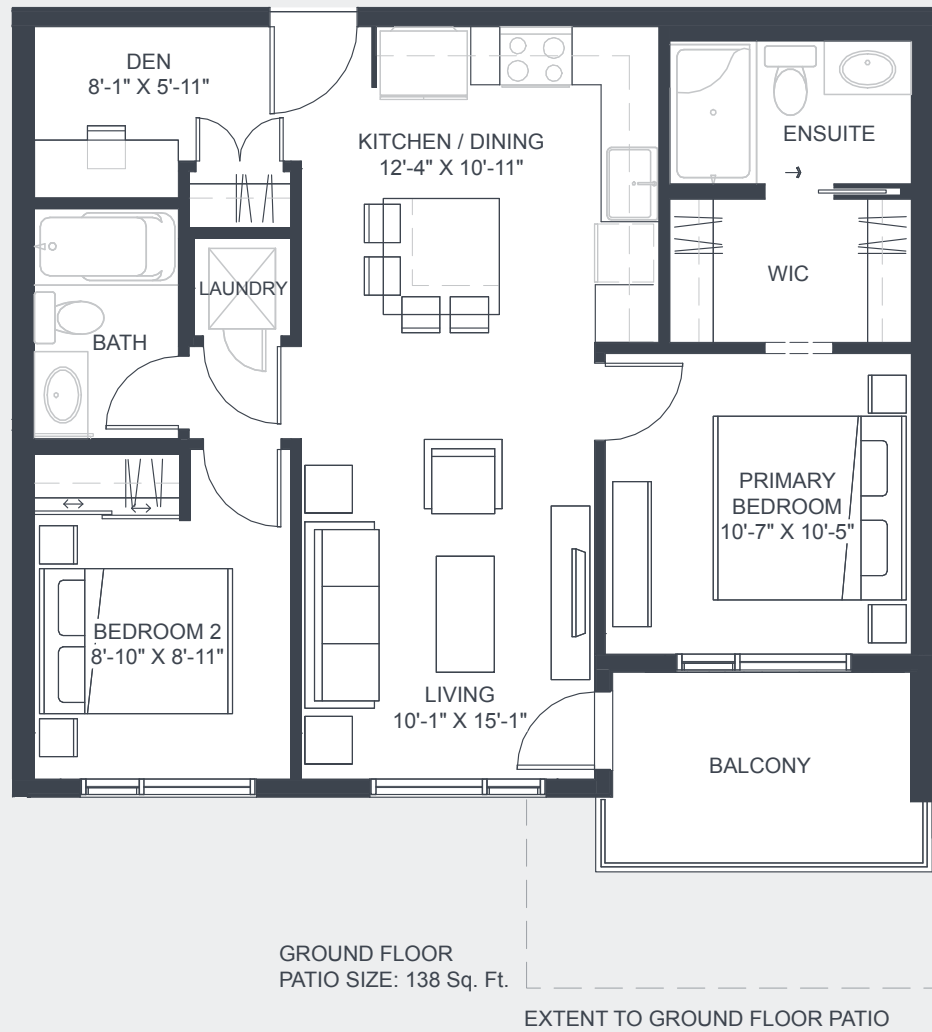 DEN
8'-1" X 5'-11"
KITCHEN / DINING
12'-4" X 10'-11"
ENSUITE
WIC
LAUNDRY
BATH
PRIMARY
BEDROOM
10'-7" X 10'-5"
BEDROOM 2
8'-10" X 8'-11"
LIVING
10'-1" X 15'-1"
BALCONY
GROUND FLOOR
PATIO SIZE: 138 Sq. Ft.
EXTENT TO GROUND FLOOR PATIO